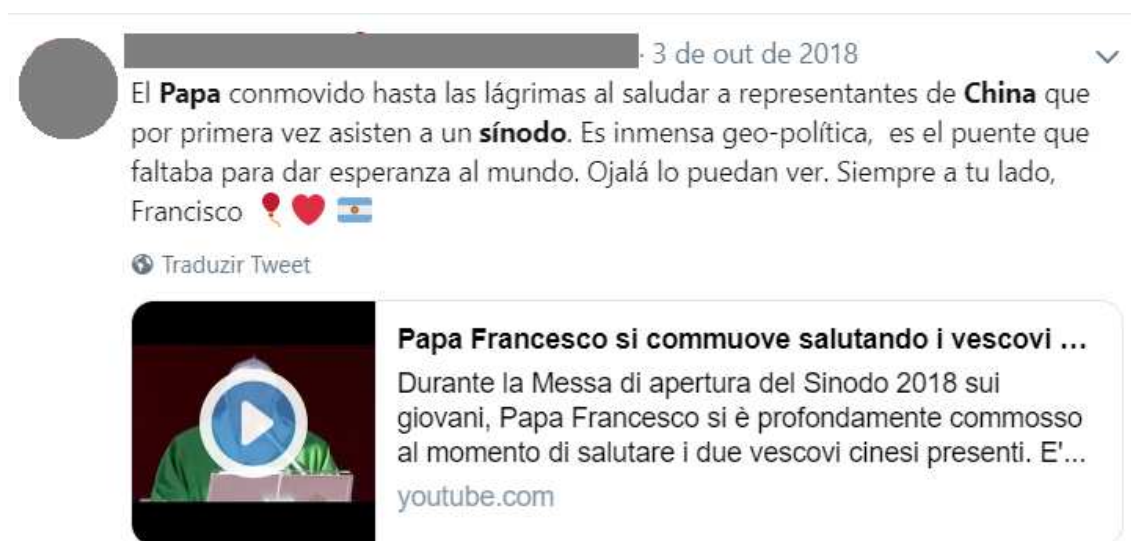 · 3 de out de 2018
El Papa conmovido hasta las lágrimas al saludar a representantes de China que
por primera vez asisten a un sínodo. Es inmensa geo-política, es el puente que
faltaba para dar esperanza al mundo. Ojalá lo puedan ver. Siempre a tu lado,
Francisco 🎈❤️🇦🇷
Traduzir Tweet
Papa Francesco si commuove salutando i vescovi ...
Durante la Messa di apertura del Sinodo 2018 sui
giovani, Papa Francesco si è profondamente commosso
al momento di salutare i due vescovi cinesi presenti. E'...
youtube.com